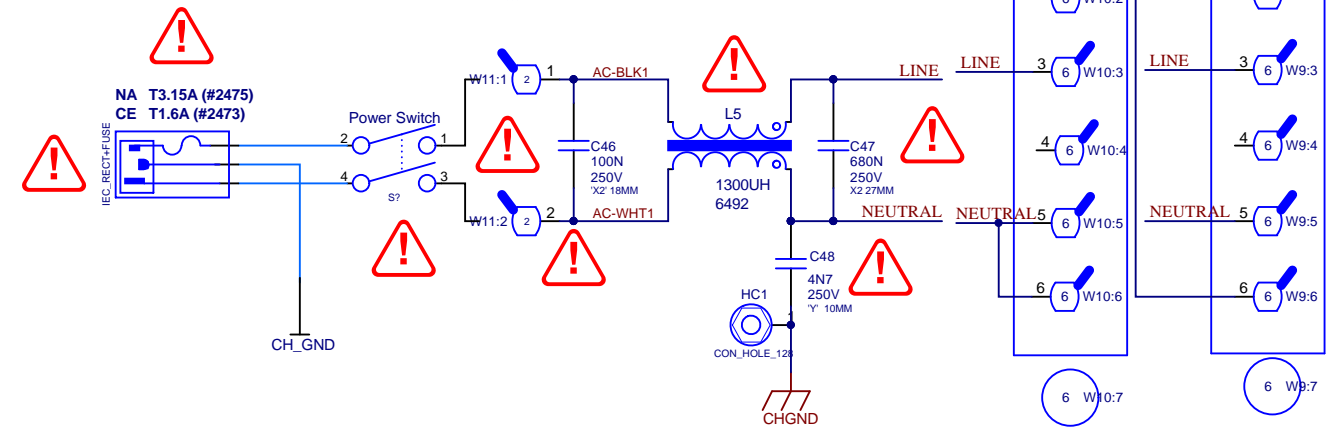 NA T3.15A (#2475)
CE T1.6A (#2473)
IEC_RECT+FUSE
Power Switch
2
1
4
3
S?
CH_GND
W11:1
2
1
AC-BLK1
W11:2
2
2
AC-WHT1
C46
100N
250V
'X2' 18MM
L5
1300UH
6492
C47
680N
250V
X2 27MM
LINE
NEUTRAL
C48
4N7
250V
'Y' 10MM
HC1
1
CON_HOLE_128
CHGND
LINE
3
6
W10:3
4
6
W10:4
NEUTRAL
5
6
W10:5
6
6
W10:6
6
W10:7
LINE
3
6
W9:3
4
6
W9:4
NEUTRAL
5
6
W9:5
6
6
W9:6
6
W9:7